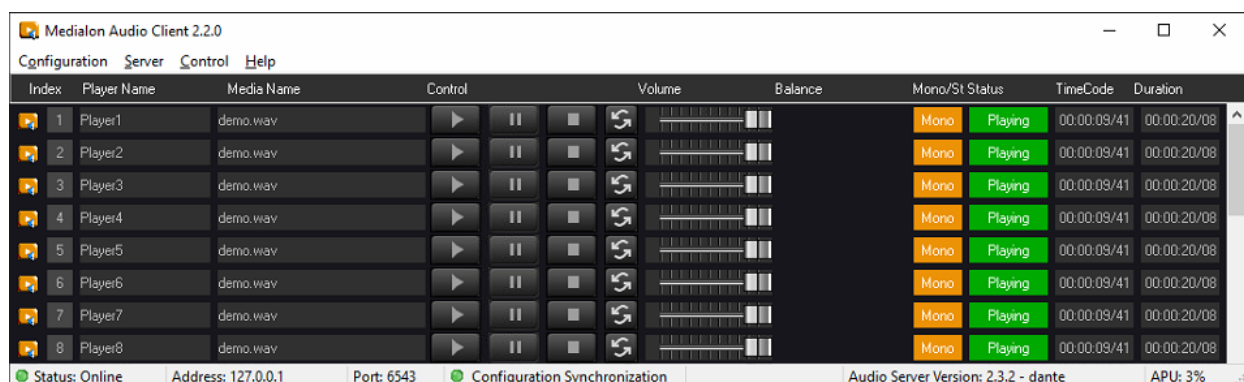 Medialon Audio Client 2.2.0
Configuration Server Control Help
Index Player Name Media Name Control Volume Balance Mono/St Status TimeCode Duration
1 Player1 demo.wav Mono Playing 00:00:09/41 00:00:20/08
2 Player2 demo.wav Mono Playing 00:00:09/41 00:00:20/08
3 Player3 demo.wav Mono Playing 00:00:09/41 00:00:20/08
4 Player4 demo.wav Mono Playing 00:00:09/41 00:00:20/08
5 Player5 demo.wav Mono Playing 00:00:09/41 00:00:20/08
6 Player6 demo.wav Mono Playing 00:00:09/41 00:00:20/08
7 Player7 demo.wav Mono Playing 00:00:09/41 00:00:20/08
8 Player8 demo.wav Mono Playing 00:00:09/41 00:00:20/08
Status: Online Address: 127.0.0.1 Port: 6543 Configuration Synchronization Audio Server Version: 2.3.2 - dante APU: 3%